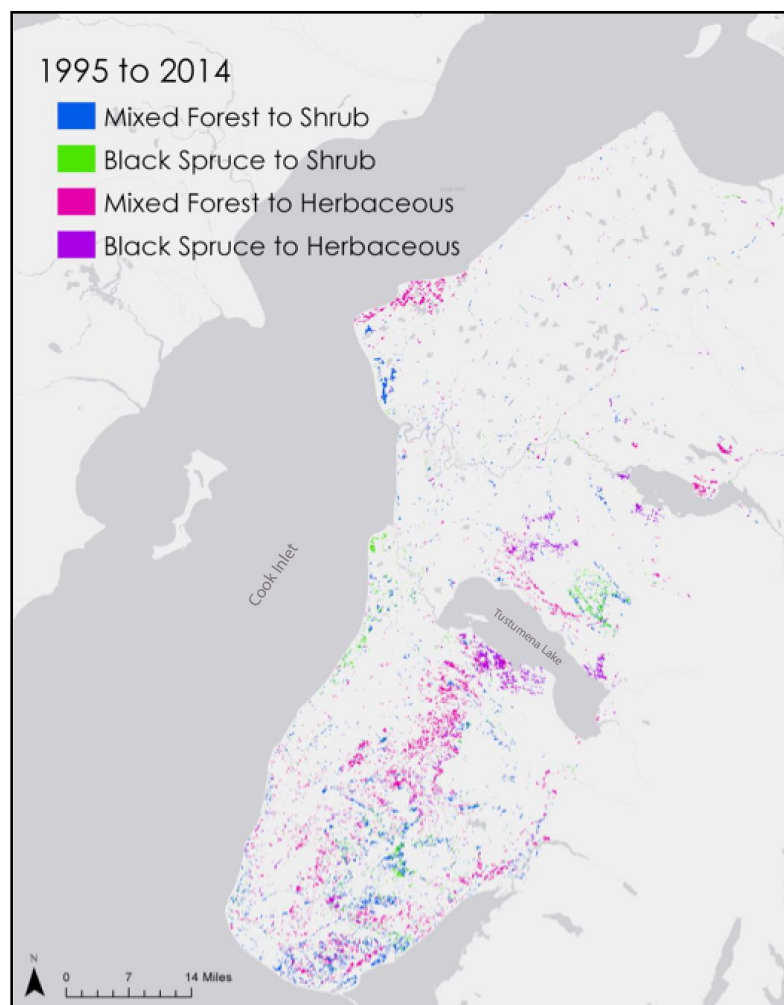 1995 to 2014
Mixed Forest to Shrub
Black Spruce to Shrub
Mixed Forest to Herbaceous
Black Spruce to Herbaceous
Cook Inlet
Tustumena Lake
N
0 7 14 Miles